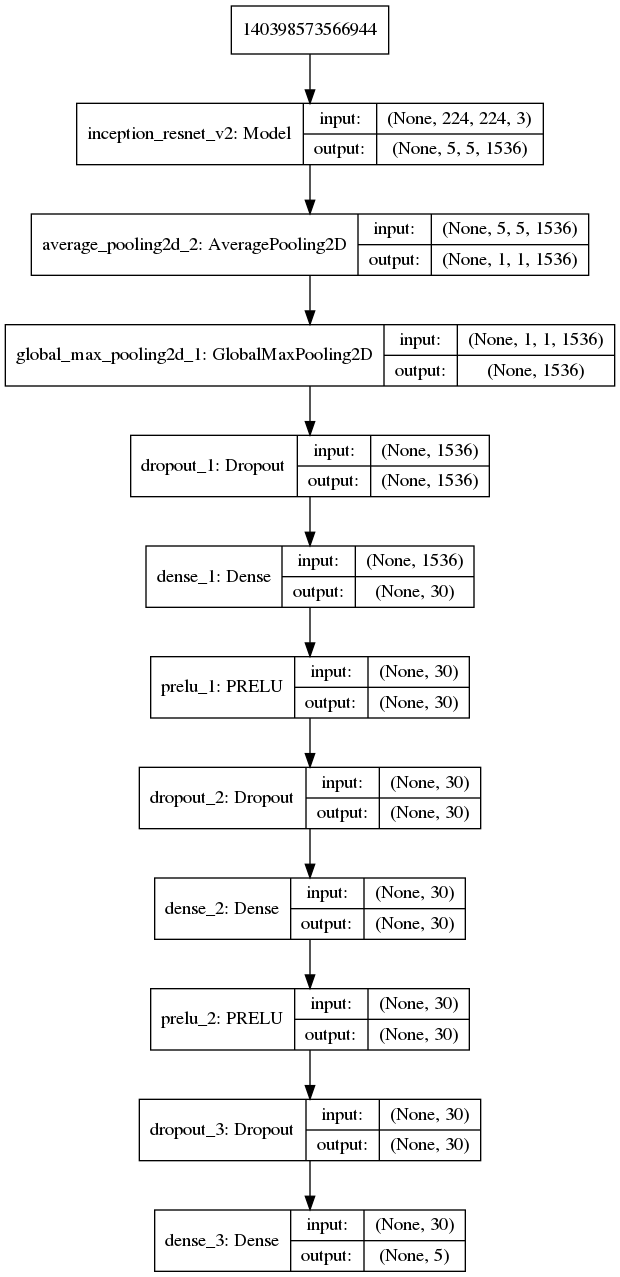 140398573566944
inception_resnet_v2: Model
input: (None, 224, 224, 3)
output: (None, 5, 5, 1536)
average_pooling2d_2: AveragePooling2D
input: (None, 5, 5, 1536)
output: (None, 1, 1, 1536)
global_max_pooling2d_1: GlobalMaxPooling2D
input: (None, 1, 1, 1536)
output: (None, 1536)
dropout_1: Dropout
input: (None, 1536)
output: (None, 1536)
dense_1: Dense
input: (None, 1536)
output: (None, 30)
prelu_1: PRELU
input: (None, 30)
output: (None, 30)
dropout_2: Dropout
input: (None, 30)
output: (None, 30)
dense_2: Dense
input: (None, 30)
output: (None, 30)
prelu_2: PRELU
input: (None, 30)
output: (None, 30)
dropout_3: Dropout
input: (None, 30)
output: (None, 30)
dense_3: Dense
input: (None, 30)
output: (None, 5)